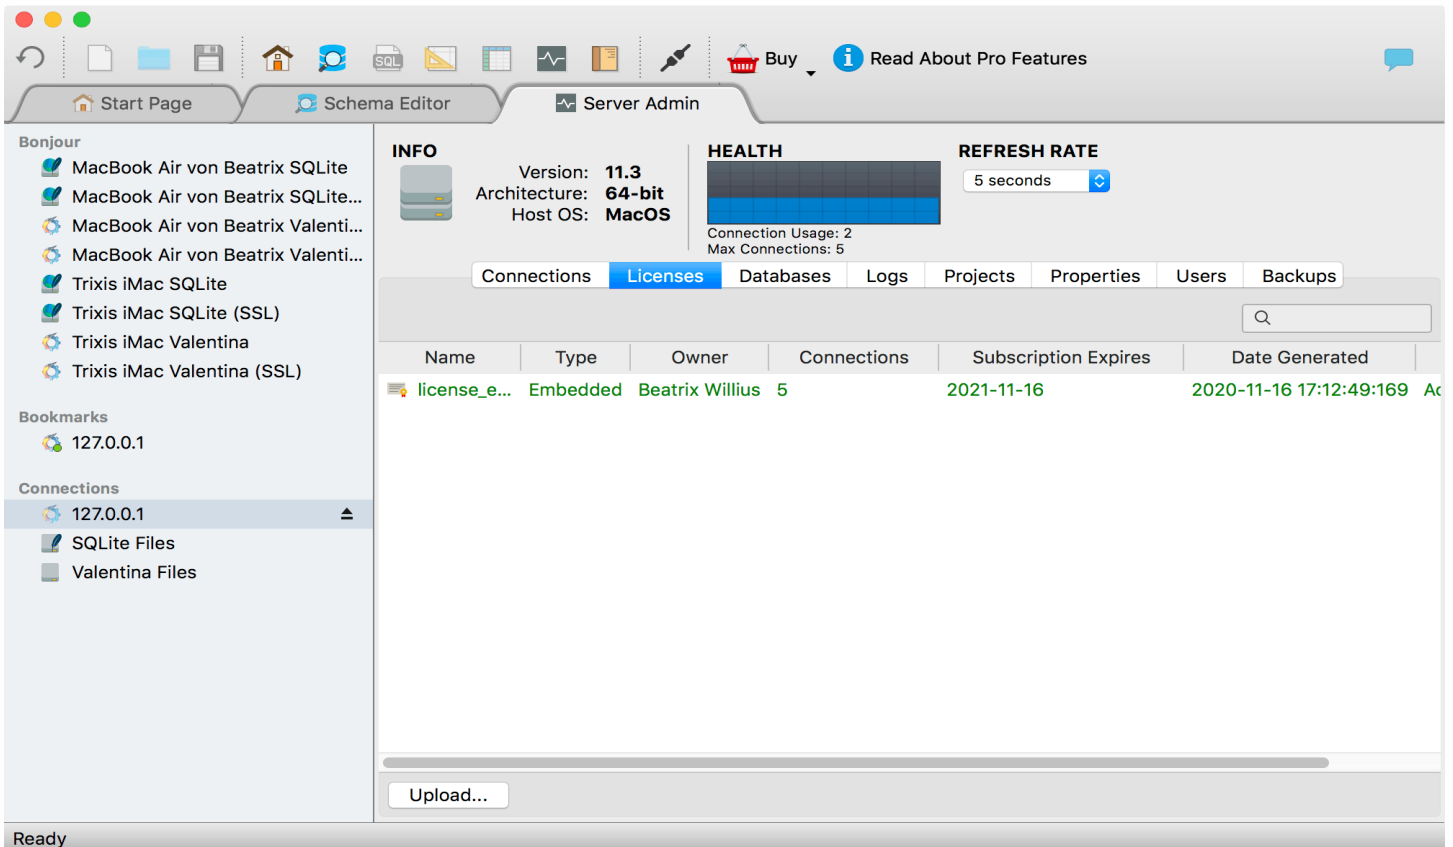 SQL
Buy
Read About Pro Features
Start Page
Schema Editor
Server Admin
Bonjour
MacBook Air von Beatrix SQLite
MacBook Air von Beatrix SQLite...
MacBook Air von Beatrix Valenti...
MacBook Air von Beatrix Valenti...
Trixis iMac SQLite
Trixis iMac SQLite (SSL)
Trixis iMac Valentina
Trixis iMac Valentina (SSL)
Bookmarks
127.0.0.1
Connections
127.0.0.1
SQLite Files
Valentina Files
INFO
Version: 11.3
Architecture: 64-bit
Host OS: MacOS
HEALTH
Connection Usage: 2
Max Connections: 5
REFRESH RATE
5 seconds
Connections Licenses Databases Logs Projects Properties Users Backups
Name Type Owner Connections Subscription Expires Date Generated
license_e... Embedded Beatrix Willius 5 2021-11-16 2020-11-16 17:12:49:169
Upload...
Ready